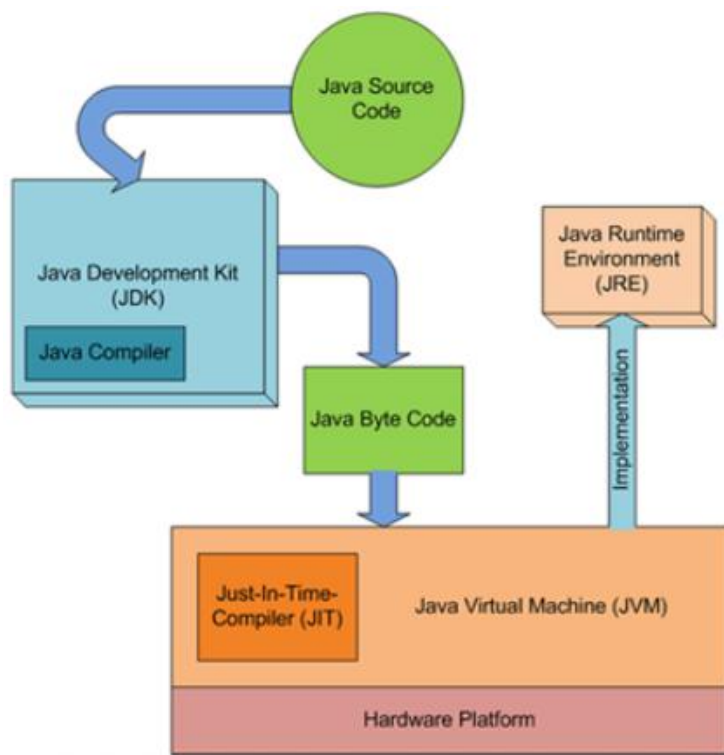 Java Source
Code
Java Development Kit
(JDK)
Java Compiler
Java Runtime
Environment
(JRE)
Java Byte Code
Implementation
Just-In-Time-
Compiler (JIT)
Java Virtual Machine (JVM)
Hardware Platform